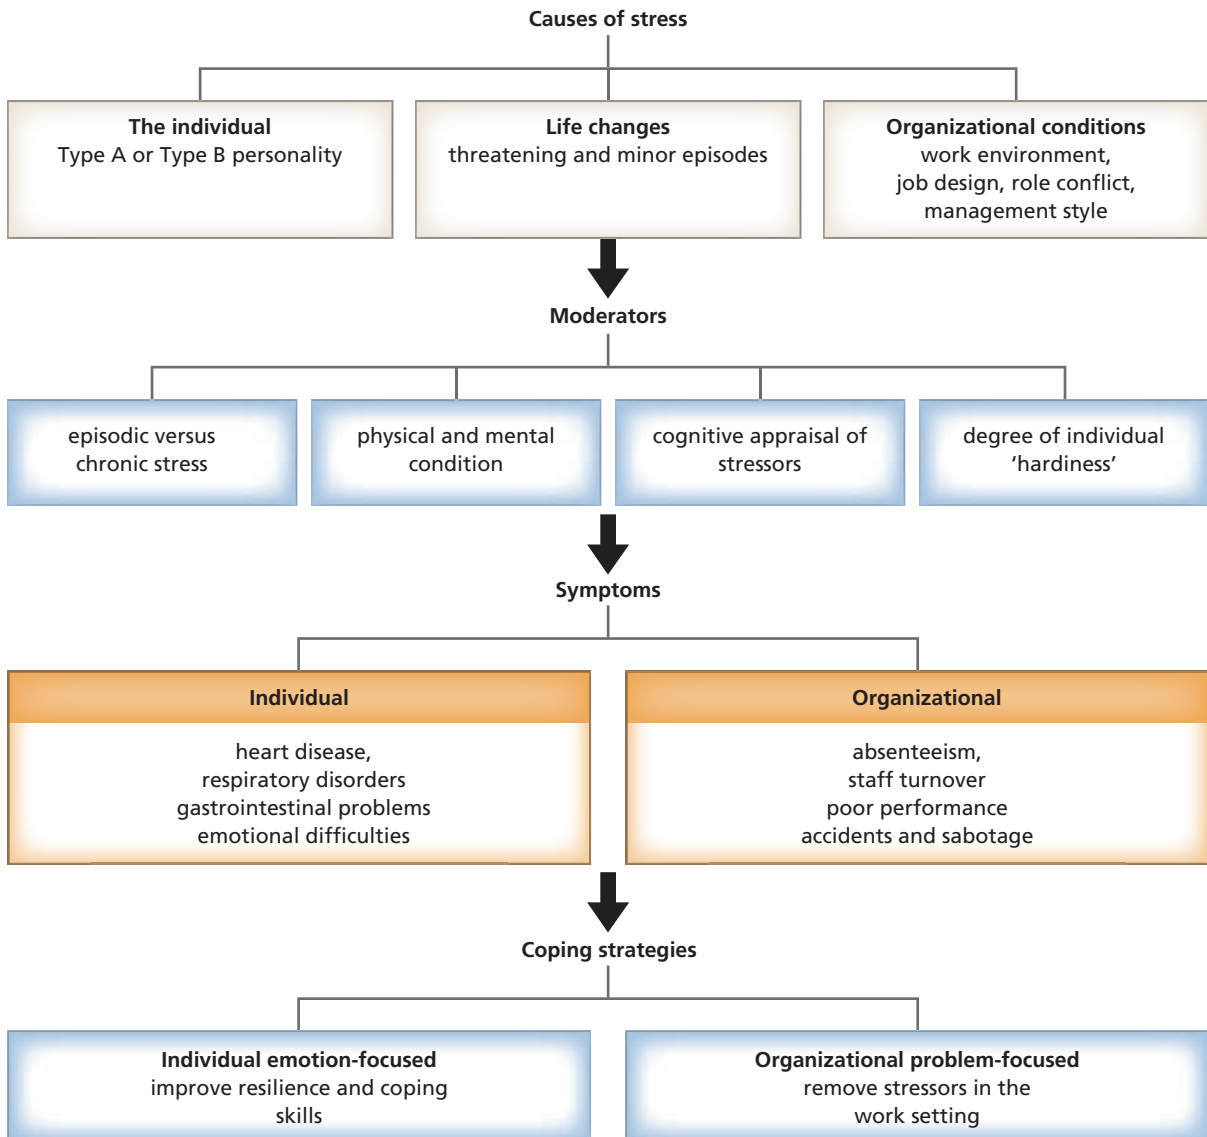 Causes of stress
The individual
Type A or Type B personality
Life changes
threatening and minor episodes
Organizational conditions
work environment,
job design, role conflict,
management style
Moderators
episodic versus
chronic stress
physical and mental
condition
cognitive appraisal of
stressors
degree of individual
‘hardiness’
Symptoms
Individual
heart disease,
respiratory disorders
gastrointestinal problems
emotional difficulties
Organizational
absenteeism,
staff turnover
poor performance
accidents and sabotage
Coping strategies
Individual emotion-focused
improve resilience and coping
skills
Organizational problem-focused
remove stressors in the
work setting